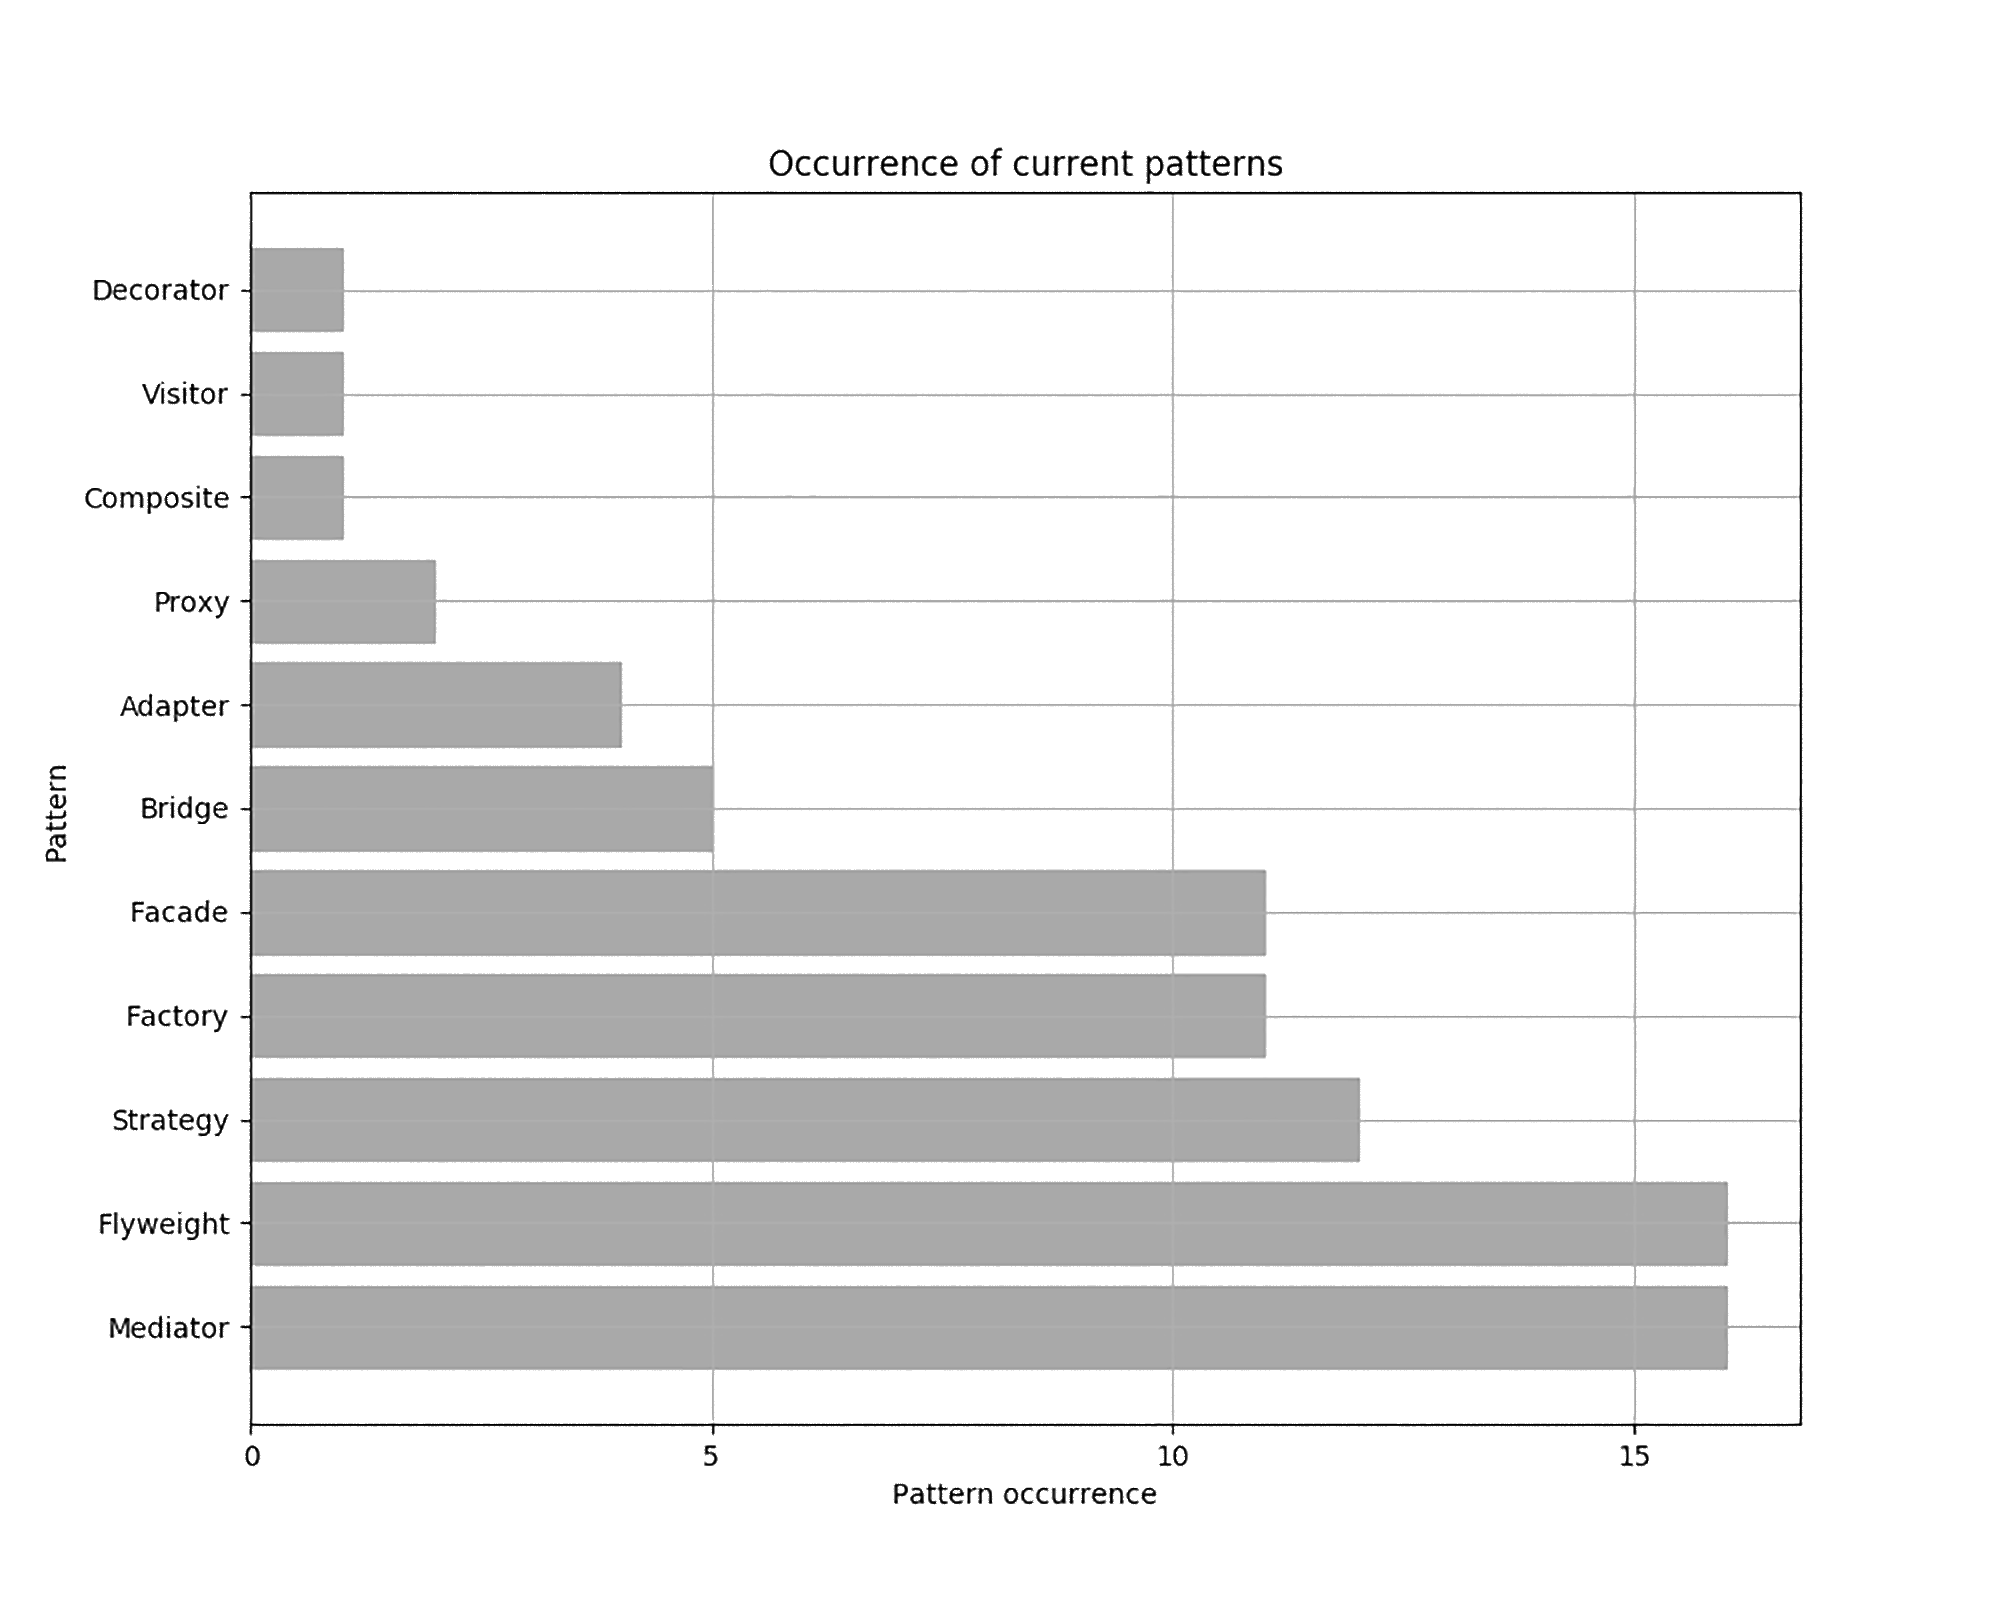 Occurrence of current patterns
Decorator
Visitor
Composite
Proxy
Adapter
Bridge
Facade
Factory
Strategy
Flyweight
Mediator
Pattern
0 5 10 15
Pattern occurrence